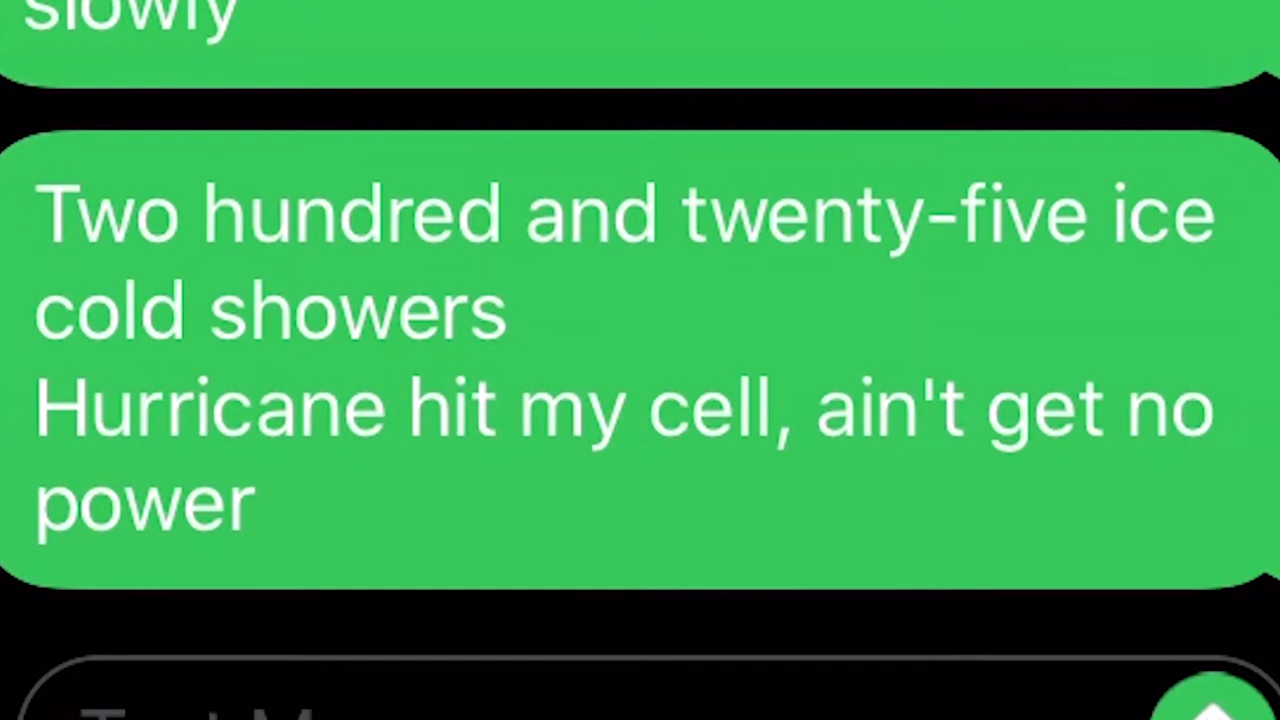 slowly
Two hundred and twenty-five ice
cold showers
Hurricane hit my cell, ain't get no
power